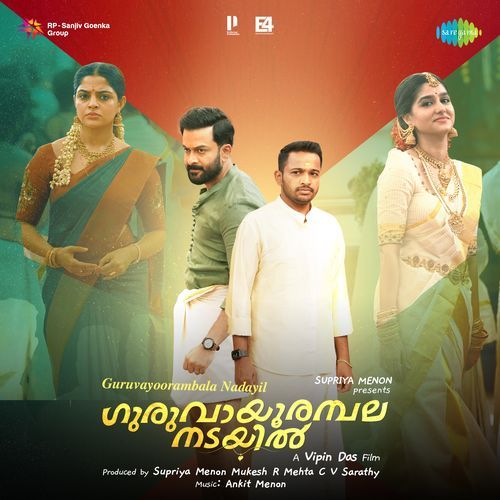 RP-Sanjiv Goenka
Group
E4
saregama
Guruvayoorambala Nadayil
SUPRIYA MENON
presents
ഗുരുവായൂരമ്പല
നടയിൽ
A Vipin Das Film
Produced by Supriya Menon Mukesh R Mehta C V Sarathy
Music: Ankit Menon